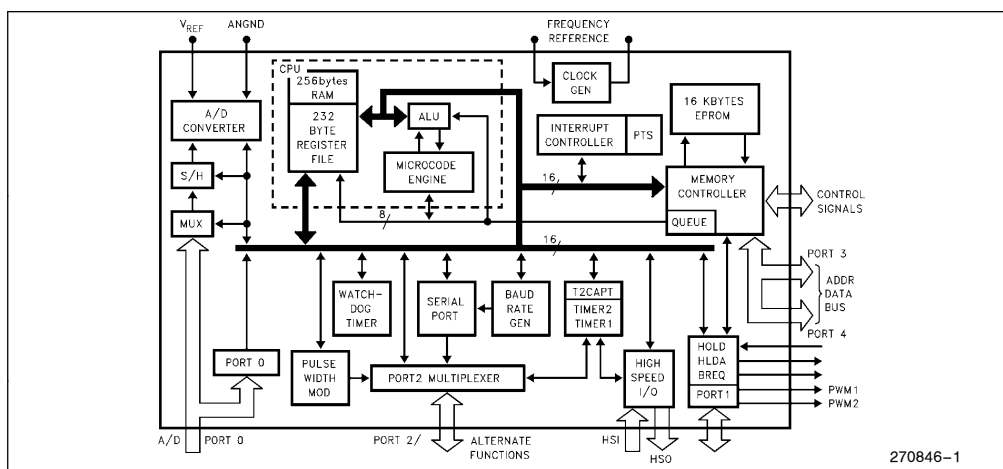 VREF
ANGND
FREQUENCY
REFERENCE
CPU
256bytes
RAM
232
BYTE
REGISTER
FILE
ALU
MICROCODE
ENGINE
CLOCK
GEN
16 KBYTES
EPROM
A/D
CONVERTER
INTERRUPT
CONTROLLER
PTS
S/H
MUX
16
MEMORY
CONTROLLER
QUEUE
CONTROL
SIGNALS
8
16
PORT 3
ADDR
DATA
BUS
PORT 4
WATCH-
DOG
TIMER
SERIAL
PORT
BAUD
RATE
GEN
T2CAPT
TIMER2
TIMER1
PORT 0
PULSE
WIDTH
MOD
PORT2 MULTIPLEXER
HIGH
SPEED
I/O
HOLD
HLDA
BREQ
PORT1
PWM1
PWM2
A/D
PORT 0
PORT 2/
ALTERNATE
FUNCTIONS
HSI
HSO
270846-1